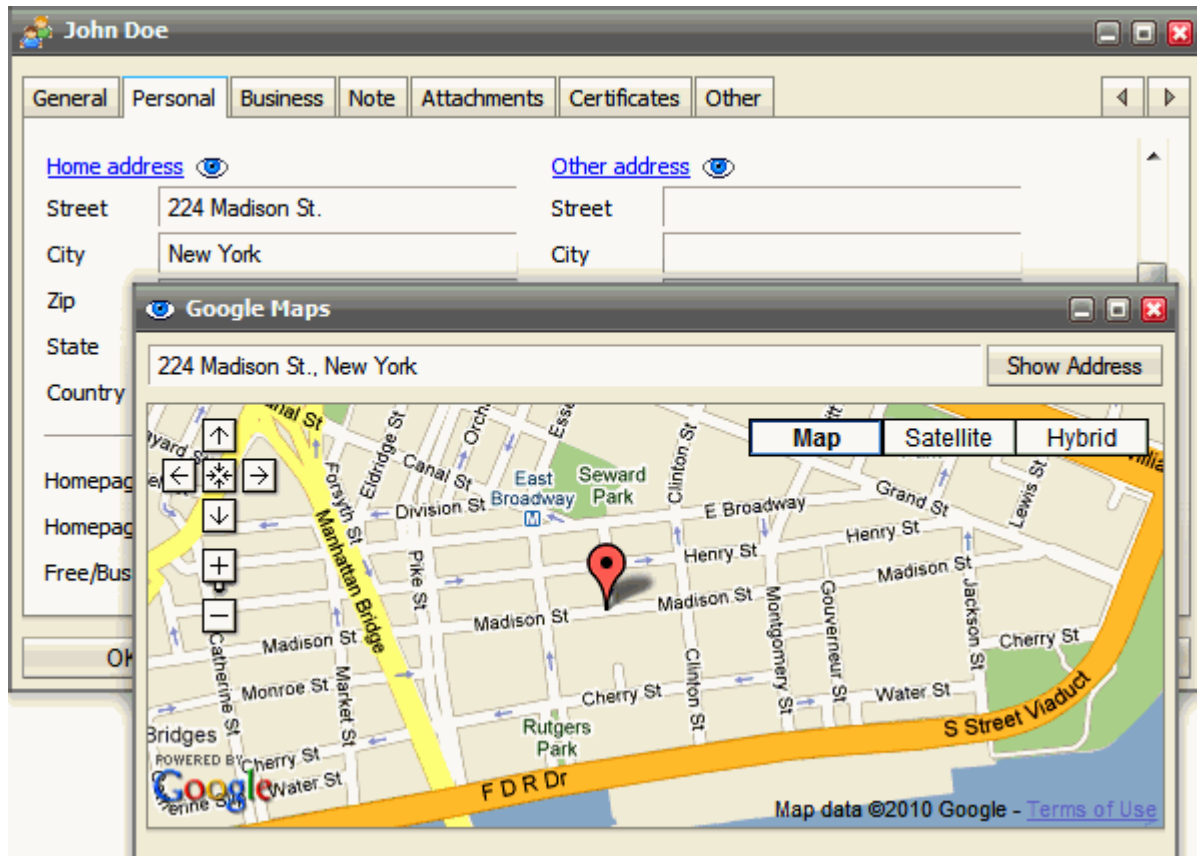 John Doe
General Personal Business Note Attachments Certificates Other
Home address Other address
Street 224 Madison St. Street
City New York City
Zip
State
Country
Homepag
Homepag
Free/Bus
OK
Google Maps
224 Madison St., New York Show Address
Map Satellite Hybrid
Canal St
Eldridge St
Forsyth St
Orch
Esse
Canal St
East
Broadway
M
Seward
Park
Clinton St
Grand St
Lewis St
Division St
E Broadway
Manhattan Bridge
Pike St
Henry St
Henry St
Madison St
Madison St
Madison St
Madison St
Montgomery St
Gouverneur St
Jackson St
Cherry St
Catherine St
Market St
Monroe St
Clinton St
Cherry St
Water St
S Street Viaduct
Rutgers
Park
Bridges
POWERED BY
Google
Cherry St
Water St
F D R Dr
Map data ©2010 Google - Terms of Use